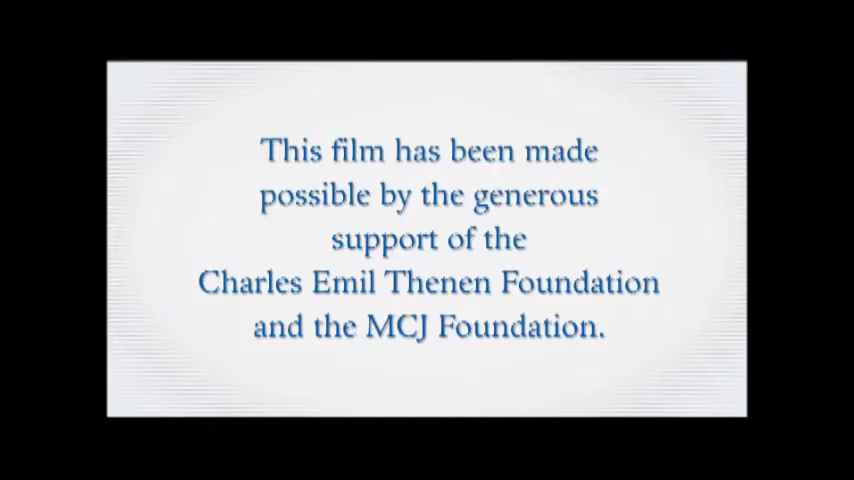 This film has been made
possible by the generous
support of the
Charles Emil Thenen Foundation
and the MCJ Foundation.